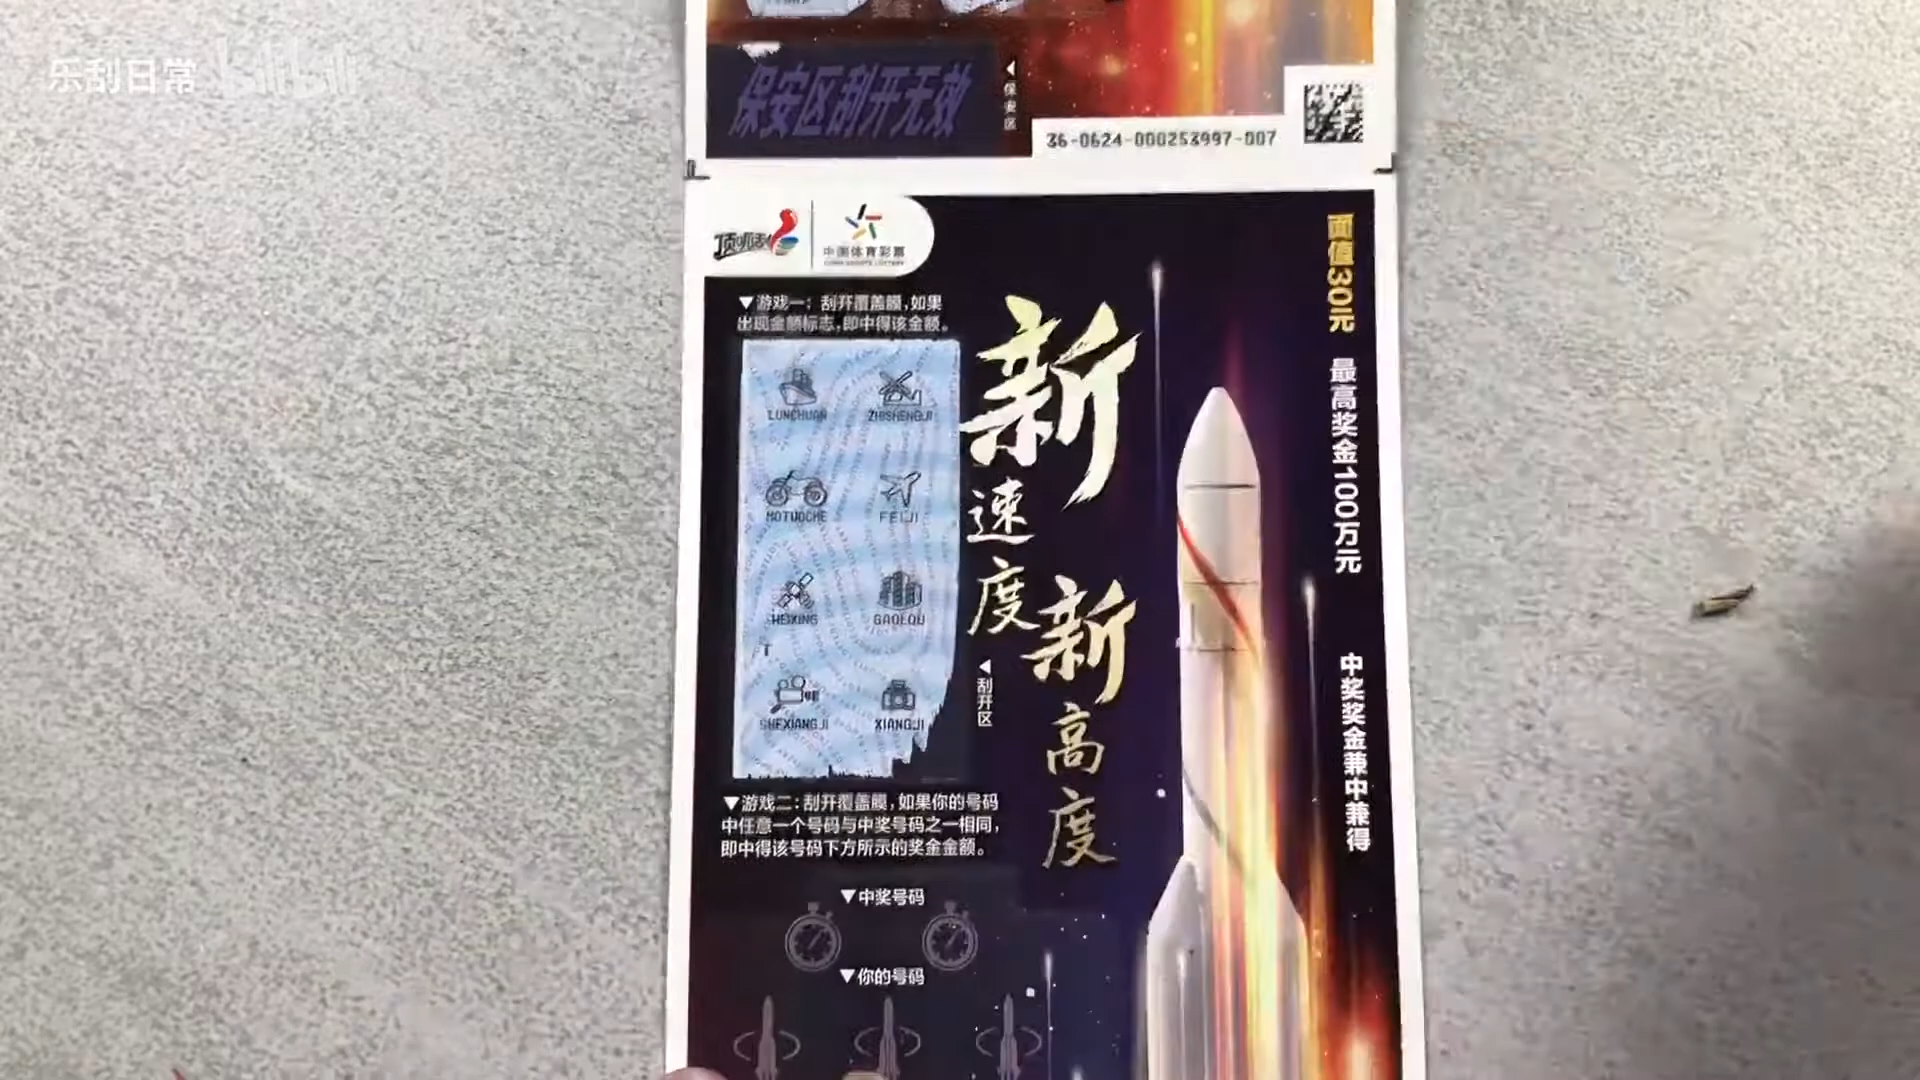 乐刮日常 bilibili
保安区刮开无效
◀保安区
36-0624-000253997-007
顶呱刮
中国体育彩票
CHINA SPORTS LOTTERY
面值30元
最高奖金100万元
中奖奖金兼中兼得
▼游戏一：刮开覆盖膜，如果
出现金额标志，即中得该金额。
新速度
新高度
LUNCHUAN
ZHISHENGJI
MOTUOCHE
FEIJI
WEIXING
GAOLOU
SHEXIANGJI
XIANGJI
◀刮开区
▼游戏二：刮开覆盖膜，如果你的号码
中任意一个号码与中奖号码之一相同，
即中得该号码下方所示的奖金金额。
▼中奖号码
▼你的号码